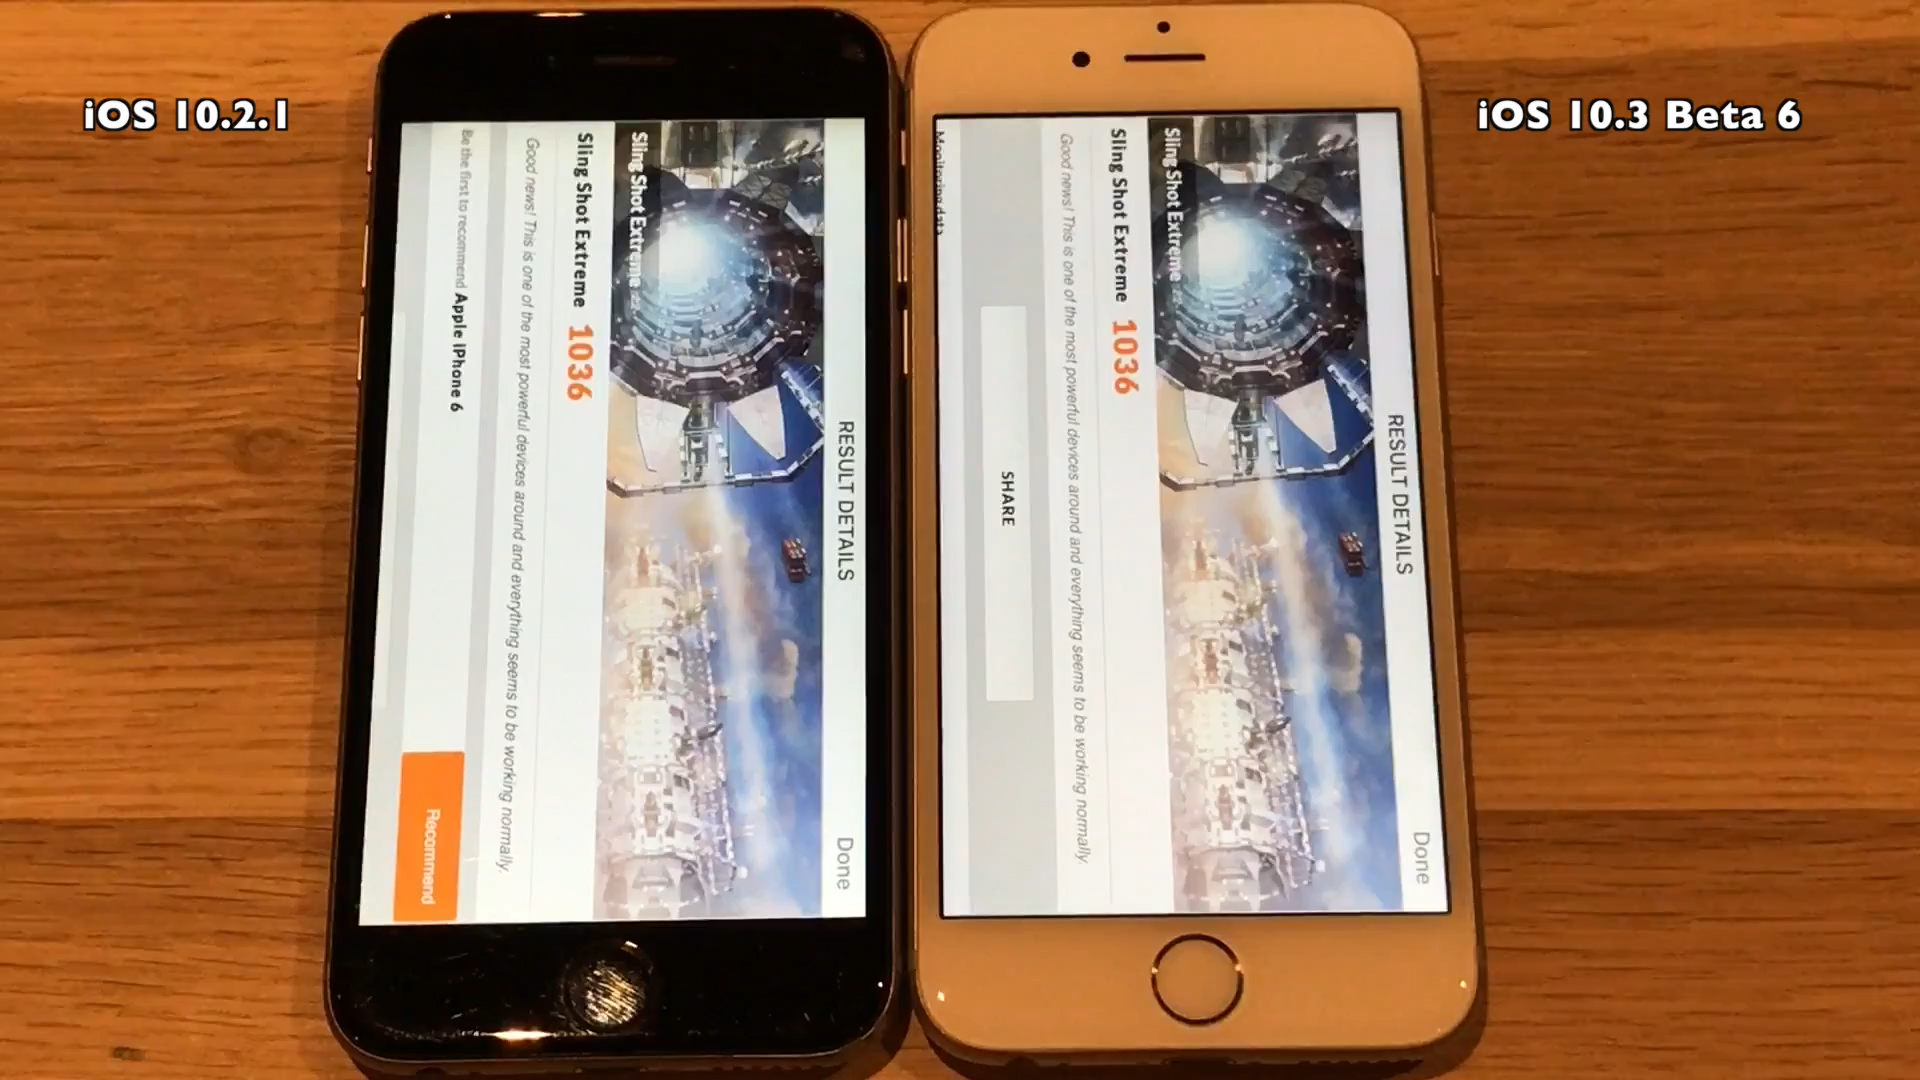 iOS 10.2.1
iOS 10.3 Beta 6
RESULT DETAILS
Done
Sling Shot Extreme
Sling Shot Extreme 1036
Good news! This is one of the most powerful devices around and everything seems to be working normally.
Be the first to recommend Apple iPhone 6
Recommend
RESULT DETAILS
Done
Sling Shot Extreme
Sling Shot Extreme 1036
Good news! This is one of the most powerful devices around and everything seems to be working normally.
SHARE
Monitoring data